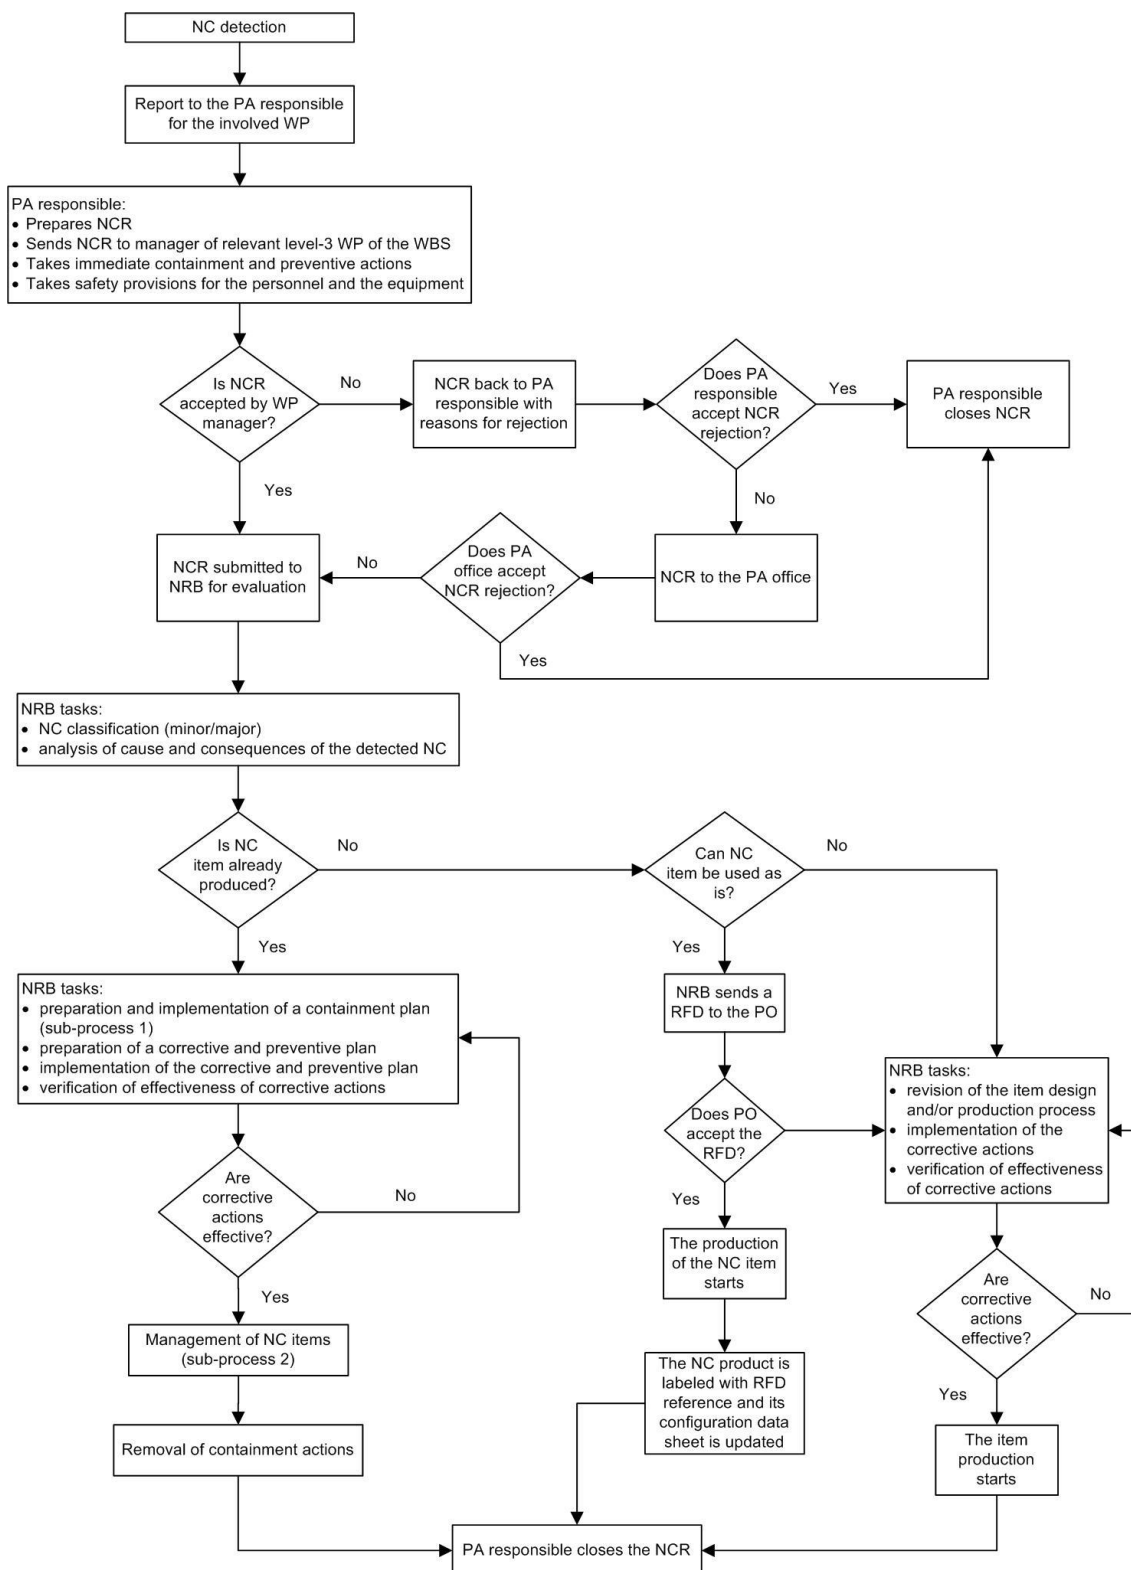 NC detection
Report to the PA responsible
for the involved WP
PA responsible:
• Prepares NCR
• Sends NCR to manager of relevant level-3 WP of the WBS
• Takes immediate containment and preventive actions
• Takes safety provisions for the personnel and the equipment
Is NCR
accepted by WP
manager?
No
NCR back to PA
responsible with
reasons for rejection
Does PA
responsible
accept NCR
rejection?
Yes
PA responsible
closes NCR
Yes
No
NCR submitted to
NRB for evaluation
No
Does PA
office accept
NCR rejection?
NCR to the PA office
Yes
NRB tasks:
• NC classification (minor/major)
• analysis of cause and consequences of the detected NC
Is NC
item already
produced?
No
Can NC
item be used as
is?
No
Yes
Yes
NRB tasks:
• preparation and implementation of a containment plan
(sub-process 1)
• preparation of a corrective and preventive plan
• implementation of the corrective and preventive plan
• verification of effectiveness of corrective actions
NRB sends a
RFD to the PO
Does PO
accept the
RFD?
NRB tasks:
• revision of the item design
and/or production process
• implementation of the
corrective actions
• verification of effectiveness
of corrective actions
Are
corrective
actions
effective?
No
Yes
The production
of the NC item
starts
Are
corrective
actions
effective?
No
Yes
Management of NC items
(sub-process 2)
The NC product is
labeled with RFD
reference and its
configuration data
sheet is updated
Yes
Removal of containment actions
The item
production
starts
PA responsible closes the NCR